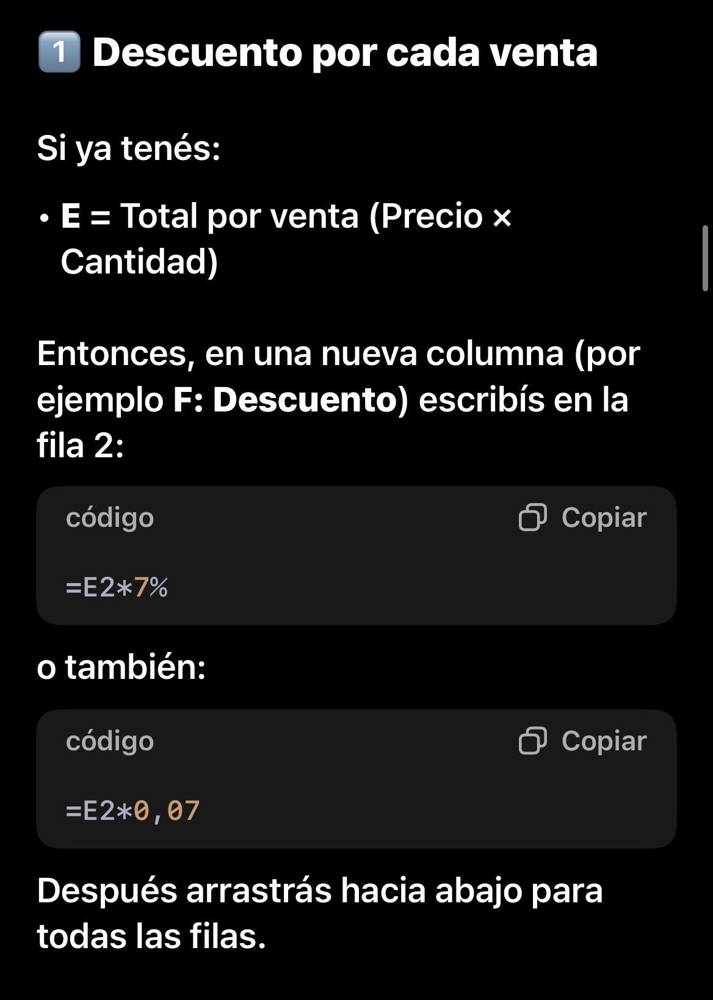 1 Descuento por cada venta
Si ya tenés:
• E = Total por venta (Precio ×
Cantidad)
Entonces, en una nueva columna (por
ejemplo F: Descuento) escribís en la
fila 2:
código Copiar
=E2*7%
o también:
código Copiar
=E2*0,07
Después arrastrás hacia abajo para
todas las filas.